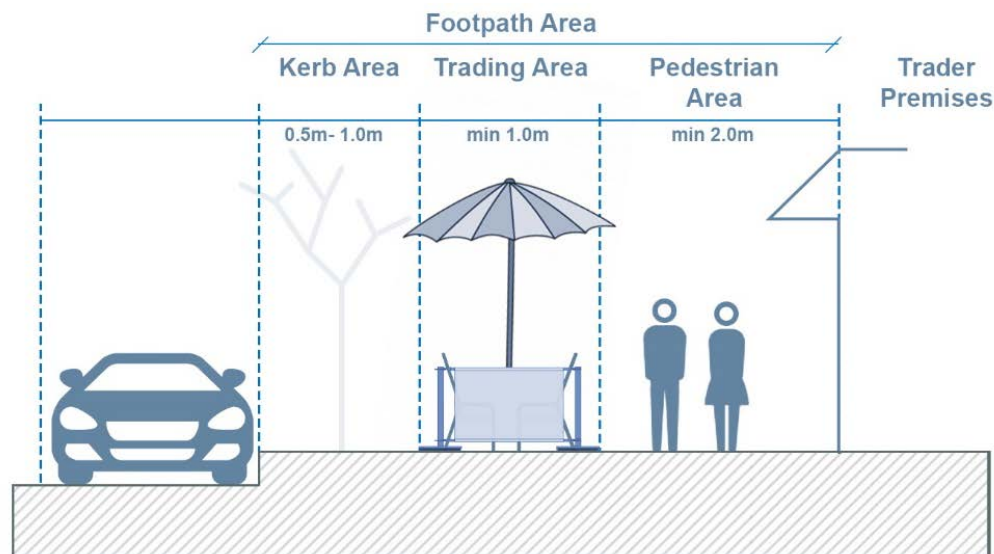 Footpath Area
Kerb Area
Trading Area
Pedestrian
Area
Trader
Premises
0.5m- 1.0m
min 1.0m
min 2.0m